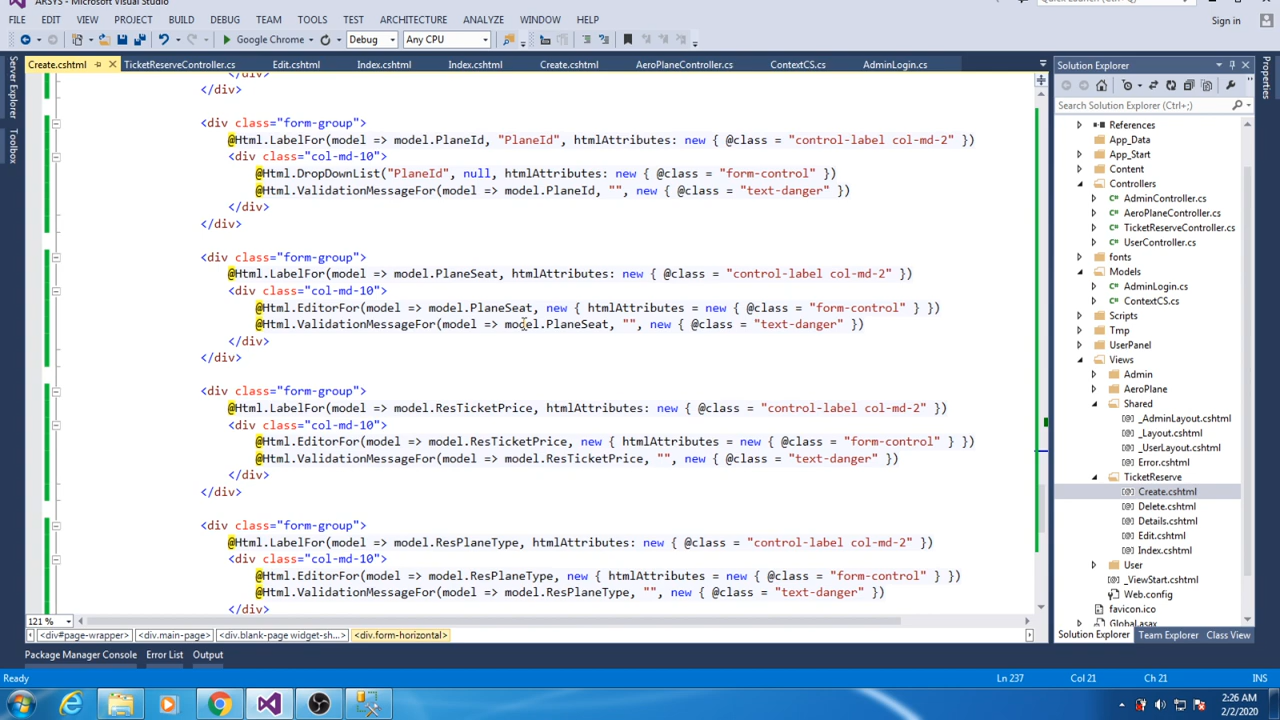 ARSYS - Microsoft Visual Studio
FILE EDIT VIEW PROJECT BUILD DEBUG TEAM TOOLS TEST ARCHITECTURE ANALYZE WINDOW HELP
Sign in
Google Chrome Debug Any CPU
Create.cshtml TicketReserveController.cs Edit.cshtml Index.cshtml Index.cshtml Create.cshtml AeroPlaneController.cs ContextCS.cs AdminLogin.cs
Server Explorer
Toolbox
</div>
</div>
<div class="form-group">
@Html.LabelFor(model => model.PlaneId, "PlaneId", htmlAttributes: new { @class = "control-label col-md-2" })
<div class="col-md-10">
@Html.DropDownList("PlaneId", null, htmlAttributes: new { @class = "form-control" })
@Html.ValidationMessageFor(model => model.PlaneId, "", new { @class = "text-danger" })
</div>
</div>
<div class="form-group">
@Html.LabelFor(model => model.PlaneSeat, htmlAttributes: new { @class = "control-label col-md-2" })
<div class="col-md-10">
@Html.EditorFor(model => model.PlaneSeat, new { htmlAttributes = new { @class = "form-control" } })
@Html.ValidationMessageFor(model => model.PlaneSeat, "", new { @class = "text-danger" })
</div>
</div>
<div class="form-group">
@Html.LabelFor(model => model.ResTicketPrice, htmlAttributes: new { @class = "control-label col-md-2" })
<div class="col-md-10">
@Html.EditorFor(model => model.ResTicketPrice, new { htmlAttributes = new { @class = "form-control" } })
@Html.ValidationMessageFor(model => model.ResTicketPrice, "", new { @class = "text-danger" })
</div>
</div>
<div class="form-group">
@Html.LabelFor(model => model.ResPlaneType, htmlAttributes: new { @class = "control-label col-md-2" })
<div class="col-md-10">
@Html.EditorFor(model => model.ResPlaneType, new { htmlAttributes = new { @class = "form-control" } })
@Html.ValidationMessageFor(model => model.ResPlaneType, "", new { @class = "text-danger" })
</div>
121 %
<div#page-wrapper> <div.main-page> <div.blank-page widget-sh...> <div.form-horizontal>
Package Manager Console Error List Output
Solution Explorer
Search Solution Explorer (Ctrl+;)
References
App_Data
App_Start
Content
Controllers
AdminController.cs
AeroPlaneController.cs
TicketReserveController.cs
UserController.cs
fonts
Models
AdminLogin.cs
ContextCS.cs
Scripts
Tmp
UserPanel
Views
Admin
AeroPlane
Shared
_AdminLayout.cshtml
_Layout.cshtml
_UserLayout.cshtml
Error.cshtml
TicketReserve
Create.cshtml
Delete.cshtml
Details.cshtml
Edit.cshtml
Index.cshtml
User
_ViewStart.cshtml
Web.config
favicon.ico
Global.asax
Solution Explorer Team Explorer Class View
Properties
Ready Ln 237 Col 21 Ch 21 INS
2:26 AM
2/2/2020